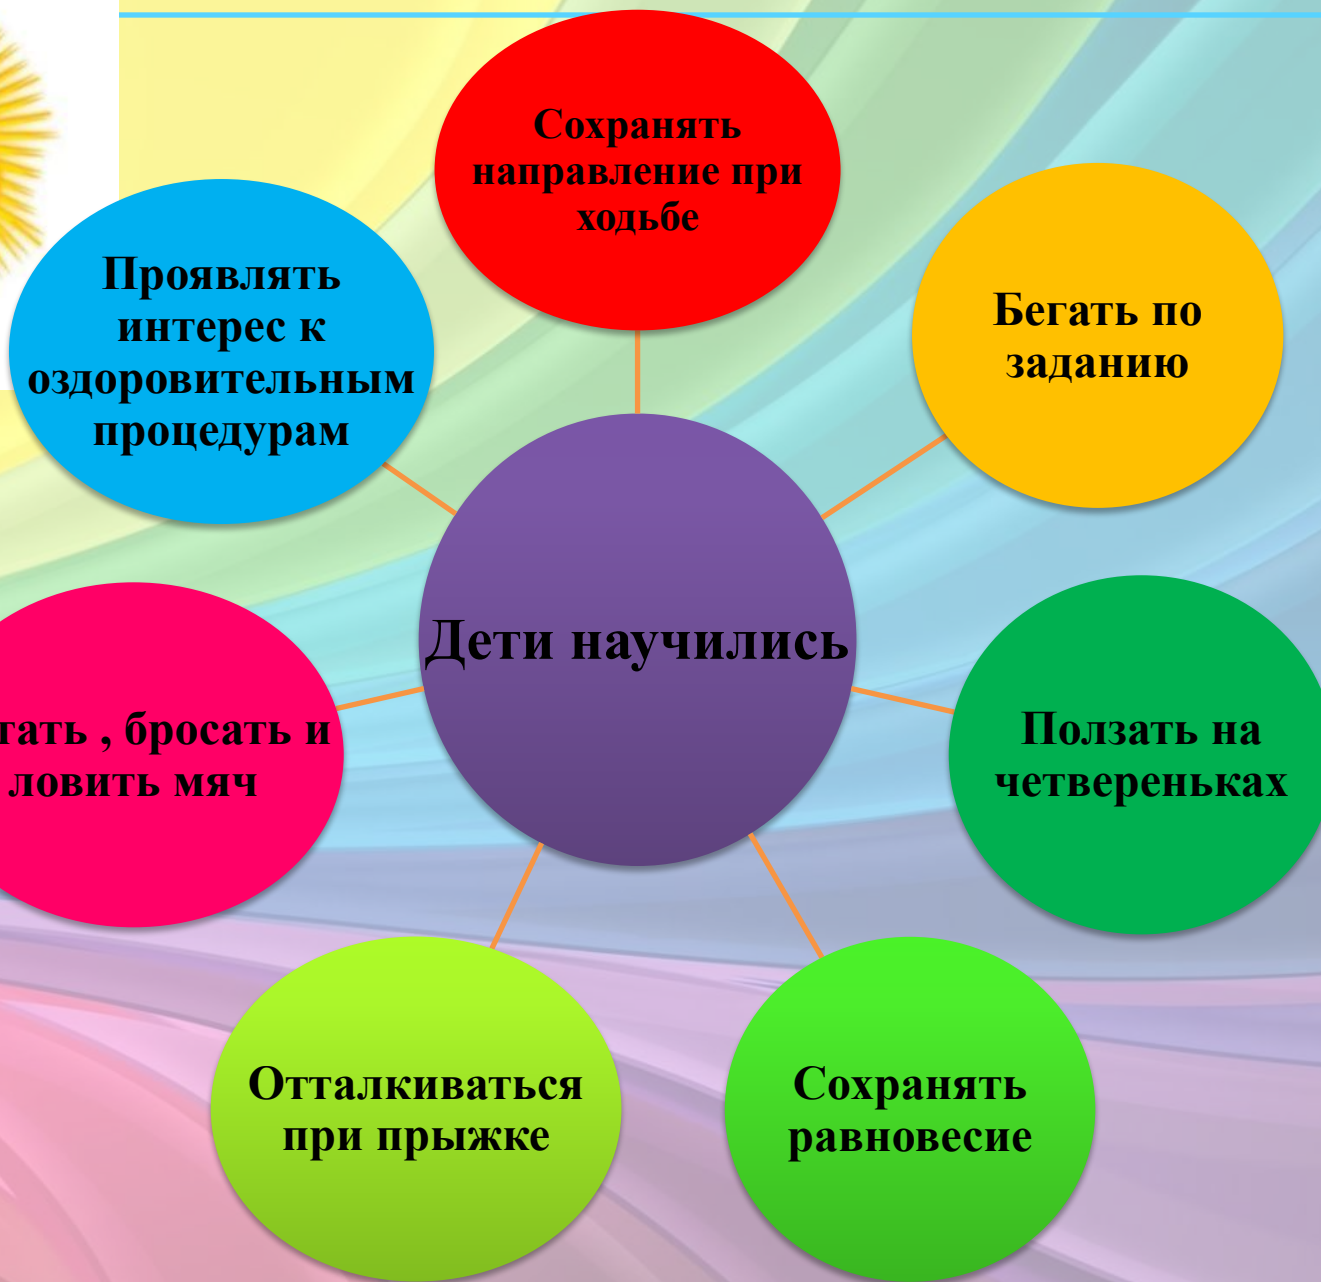 Сохранять
направление при
ходьбе
Бегать по
заданию
Ползать на
четвереньках
Сохранять
равновесие
Отталкиваться
при прыжке
, бросать и
ловить мяч
Проявлять
интерес к
оздоровительным
процедурам
Дети научились